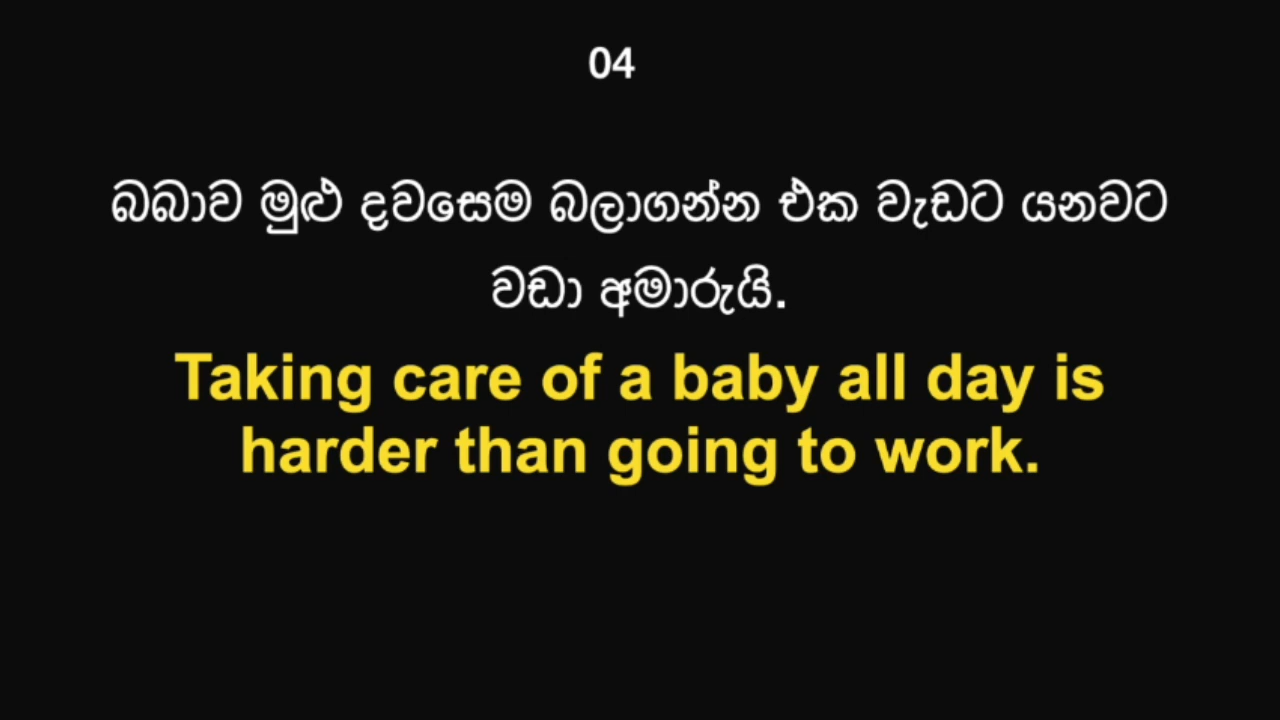 04
බබාව මුළු දවසෙම බලාගන්න එක වැඩට යනවට
වඩා අමාරුයි.
Taking care of a baby all day is
harder than going to work.